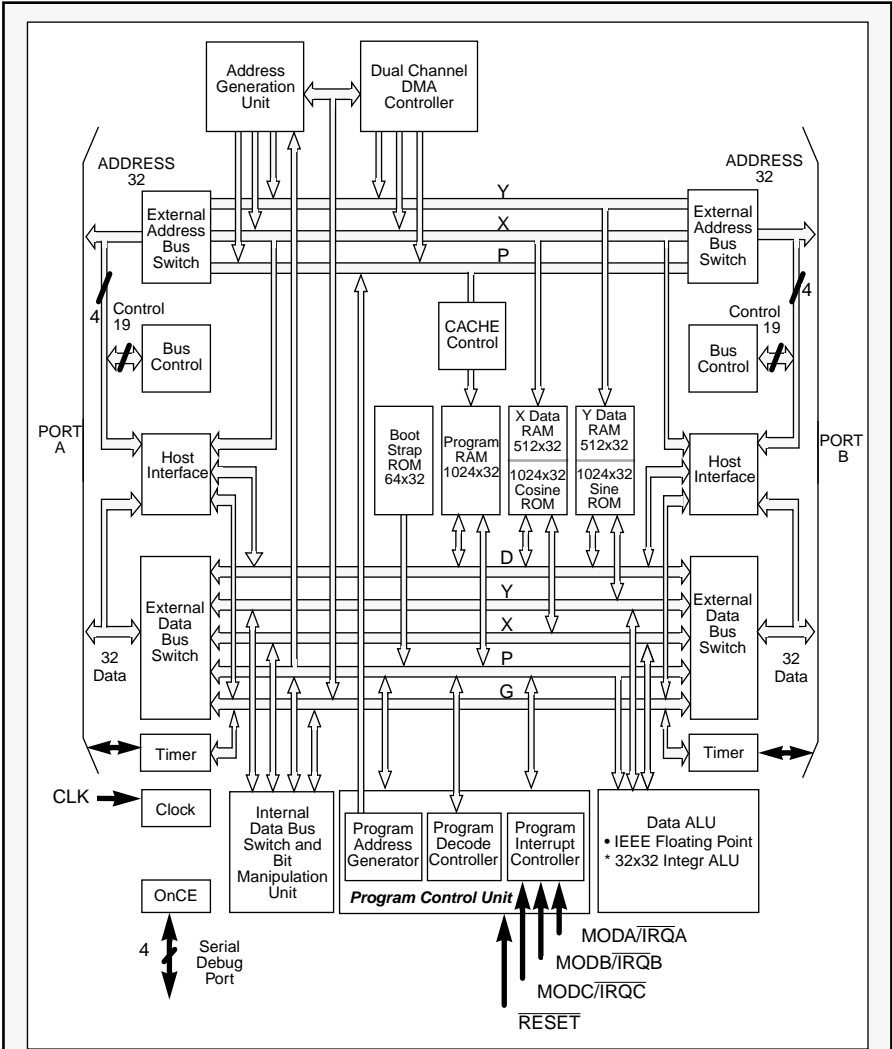 Address
Generation
Unit
Dual Channel
DMA
Controller
ADDRESS
32
ADDRESS
32
External
Address
Bus
Switch
Y
X
P
External
Address
Bus
Switch
4
Control
19
Bus
Control
CACHE
Control
4
Control
19
Bus
Control
PORT
A
Host
Interface
Boot
Strap
ROM
64x32
Program
RAM
1024x32
X Data
RAM
512x32
1024x32
Cosine
ROM
Y Data
RAM
512x32
1024x32
Sine
ROM
Host
Interface
PORT
B
External
Data
Bus
Switch
D
Y
X
P
G
External
Data
Bus
Switch
32
Data
32
Data
Timer
Timer
CLK
Clock
Internal
Data Bus
Switch and
Bit
Manipulation
Unit
Program
Address
Generator
Program
Decode
Controller
Program
Interrupt
Controller
Program Control Unit
Data ALU
• IEEE Floating Point
* 32x32 Integr ALU
OnCE
4
Serial
Debug
Port
MODA/IRQA
MODB/IRQB
MODC/IRQC
RESET